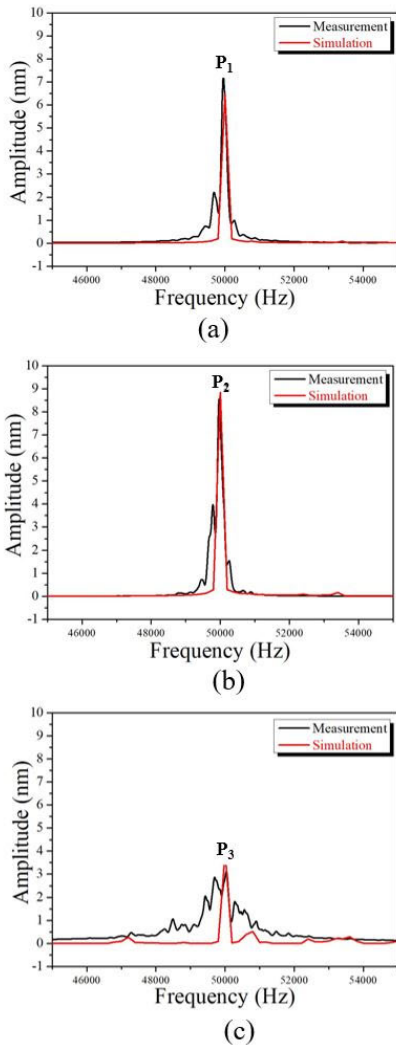 10
9
8
7
6
5
4
3
2
1
0
-1
Amplitude (nm)
P1
Measurement
Simulation
46000 48000 50000 52000 54000
Frequency (Hz)
(a)
10
9
8
7
6
5
4
3
2
1
0
-1
Amplitude (nm)
P2
Measurement
Simulation
46000 48000 50000 52000 54000
Frequency (Hz)
(b)
10
9
8
7
6
5
4
3
2
1
0
-1
Amplitude (nm)
P3
Measurement
Simulation
46000 48000 50000 52000 54000
Frequency (Hz)
(c)